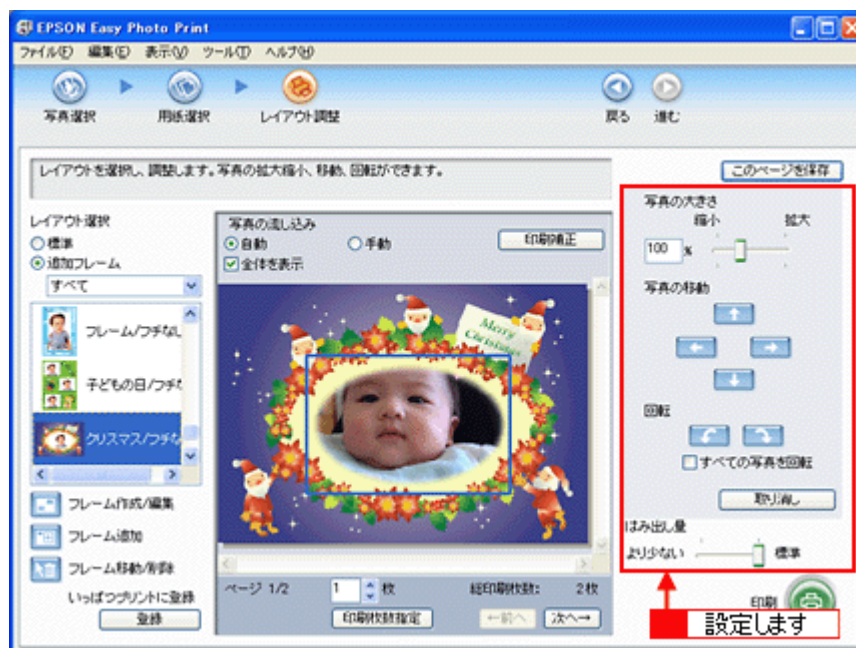 EPSON Easy Photo Print
ファイル(F) 編集(E) 表示(V) ツール(T) ヘルプ(H)
写真選択 用紙選択 レイアウト調整 戻る 進む
レイアウトを選択し、調整します。写真の拡大縮小、移動、回転ができます。
このページを保存
レイアウト選択
標準
追加フレーム
すべて
フレーム/フチなし
子どもの日/フチな
クリスマス/フチな
フレーム作成/編集
フレーム追加
フレーム移動/削除
いっぱつプリントに登録
登録
写真の流し込み
自動 手動
印刷補正
全体を表示
Merry
Christmas
ページ 1/2 1 枚 総印刷枚数: 2枚
印刷枚数指定 ←前へ 次へ→
写真の大きさ
縮小 拡大
100 %
写真の移動
回転
すべての写真を回転
取り消し
はみ出し量
より少ない 標準
印刷
設定します